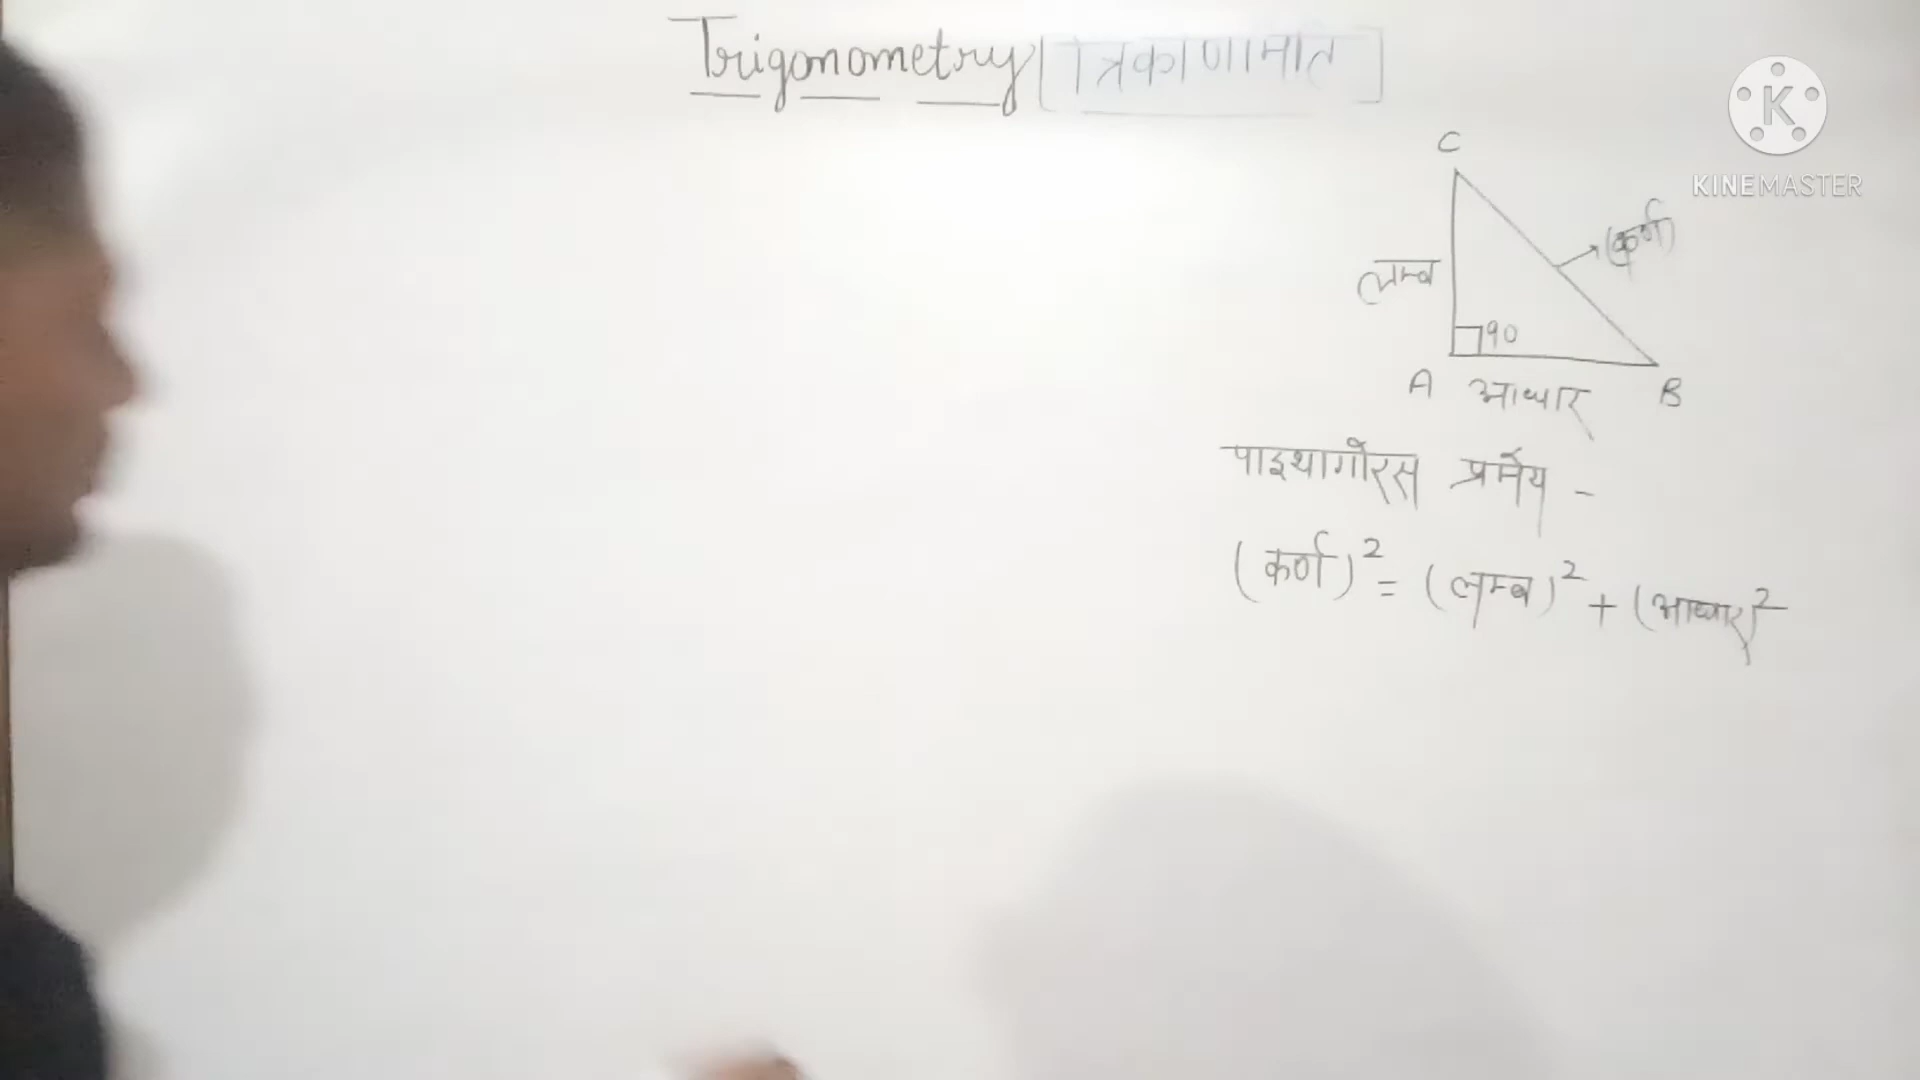 Trigonometry [त्रिकोणमिति]
K
KINEMASTER
C
(कर्ण)
लम्ब
90
A आधार B
पाइथागोरस प्रमेय -
(कर्ण)² = (लम्ब)² + (आधार)²